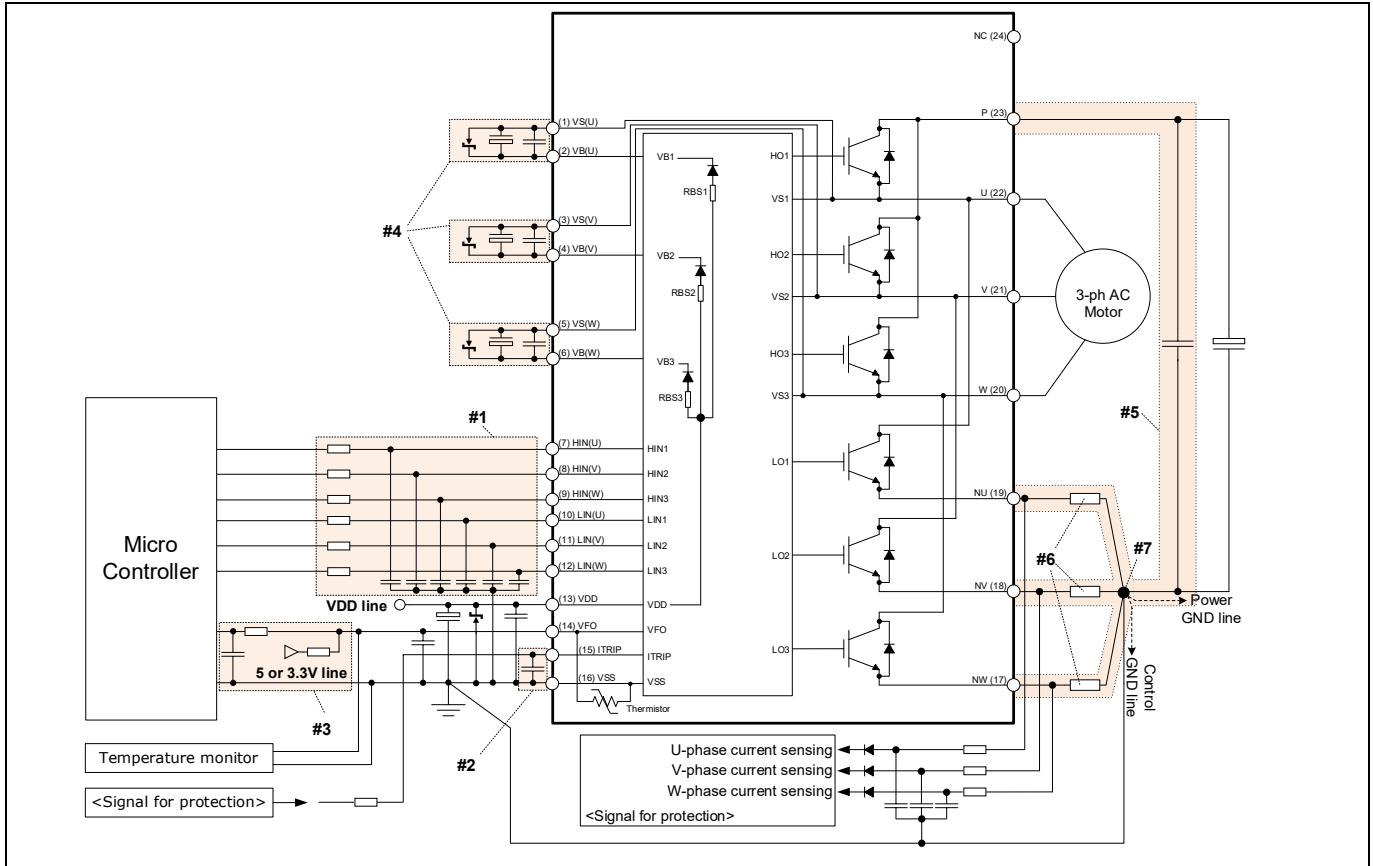 NC (24)
P (23)
(1) VS(U)
(2) VB(U)
VB1
HO1
RBS1
VS1
U (22)
#4
(3) VS(V)
(4) VB(V)
VB2
HO2
RBS2
VS2
V (21)
3-ph AC
Motor
(5) VS(W)
(6) VB(W)
VB3
HO3
RBS3
VS3
W (20)
#5
#1
(7) HIN(U)
HIN1
(8) HIN(V)
HIN2
(9) HIN(W)
HIN3
(10) LIN(U)
LIN1
(11) LIN(V)
LIN2
(12) LIN(W)
LIN3
LO1
NU (19)
Micro
Controller
LO2
#6
#7
NV (18)
Power
GND line
VDD line
(13) VDD
VDD
(14) VFO
VFO
(15) ITRIP
ITRIP
5 or 3.3V line
(16) VSS
VSS
LO3
NW (17)
Control
GND line
Thermistor
#3
#2
Temperature monitor
<Signal for protection>
U-phase current sensing
V-phase current sensing
W-phase current sensing
<Signal for protection>